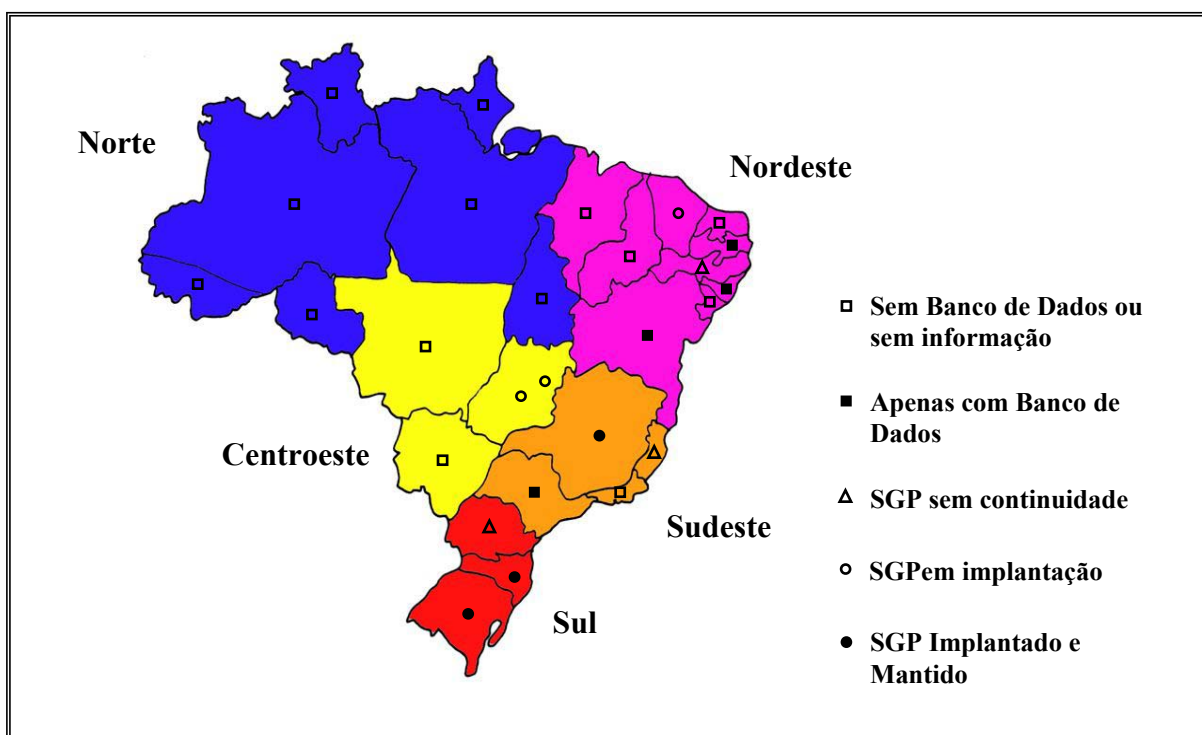 Norte
Nordeste
Centroeste
Sudeste
Sul
Sem Banco de Dados ou
sem informação
Apenas com Banco de
Dados
SGP sem continuidade
SGPem implantação
SGP Implantado e
Mantido